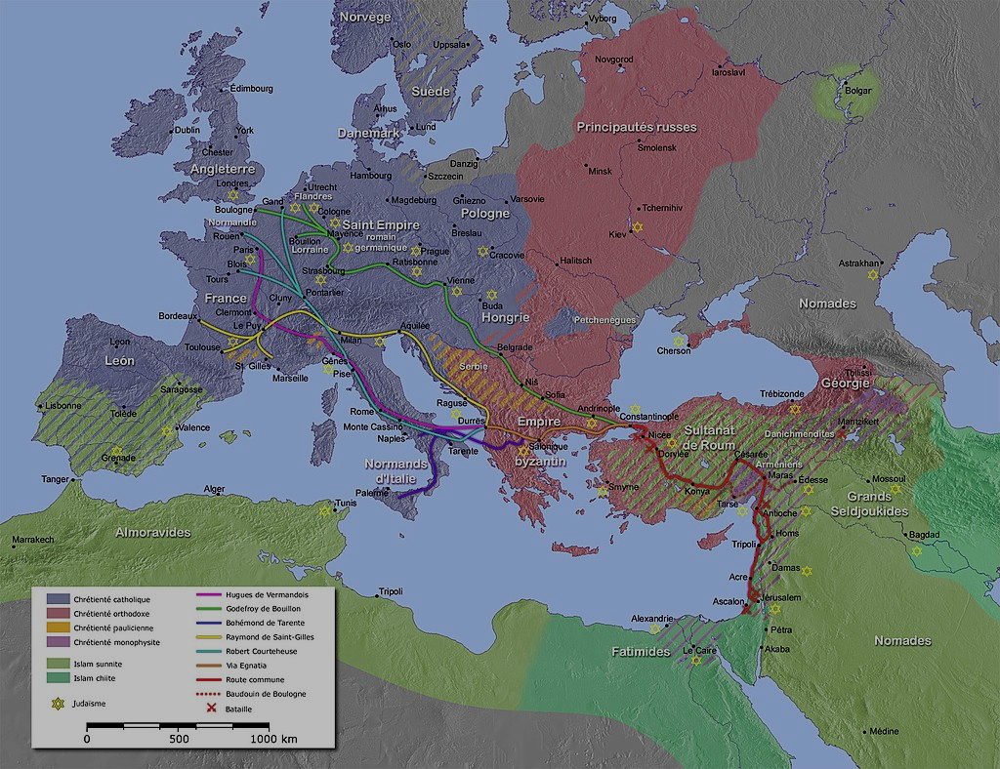 Norvège
Vyborg
Oslo
Uppsala
Novgorod
Iaroslavl
Suède
Bolgar
Édimbourg
Århus
Dublin
York
Danemark
Lund
Principautés russes
Chester
Smolensk
Angleterre
Danzig
Minsk
Hambourg
Szczecin
Londres
Utrecht
Flandres
Magdeburg
Griezno
Varsovie
Boulogne
Gand
Cologne
Pologne
Tchernihiv
Normandie
Saint Empire
romain
germanique
Mayence
Breslau
Kiev
Rouen
Bouillon
Lorraine
Paris
Prague
Cracovie
Halitsch
Astrakhan
Blois
Strasbourg
Ratisbonne
Tours
Vienne
France
Cluny
Pontarlier
Buda
Nomades
Clermont
Hongrie
Petchenègues
Bordeaux
Le Puy
Aquilée
Milan
Cherson
Toulouse
Belgrade
León
Leon
St. Gilles
Gênes
Serbie
Tbilissi
Marseille
Pise
Géorgie
Saragosse
Niš
Trébizonde
Lisbonne
Sofia
Raguse
Andrinople
Tolède
Rome
Constantinople
Valence
Monte Cassino
Durrës
Empire
byzantin
Mantzikert
Naples
Nicée
Sultanat
de Roum
Danichmendites
Grenade
Tarente
Salonique
Dorylée
Césarée
Normands
d'Italie
Arméniens
Tanger
Smyrne
Maras
Édesse
Mossoul
Alger
Palerme
Konya
Tarse
Grands
Seldjoukides
Tunis
Antioche
Marrakech
Almoravides
Homs
Bagdad
Tripoli
Damas
Acre
Tripoli
Ascalon
Jérusalem
Alexandrie
Pétra
Nomades
Fatimides
Le Caire
Akaba
Médine
Chrétienté catholique
Chrétienté orthodoxe
Chrétienté paulicienne
Chrétienté monophysite
Islam sunnite
Islam chiite
Judaïsme
Hugues de Vermandois
Godefroy de Bouillon
Bohémond de Tarente
Raymond de Saint-Gilles
Robert Courteheuse
Via Egnatia
Route commune
Baudouin de Boulogne
Bataille
0 500 1000 km